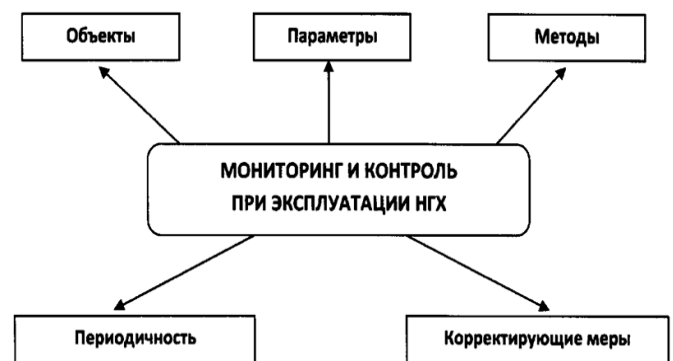 Объекты
Параметры
Методы
МОНИТОРИНГ И КОНТРОЛЬ
ПРИ ЭКСПЛУАТАЦИИ НГХ
Периодичность
Корректирующие меры